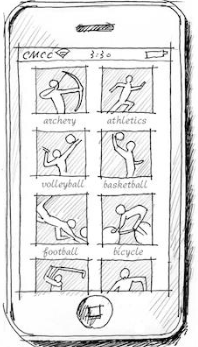 CMCC 3:30
archery athletics
volleyball basketball
football bicycle